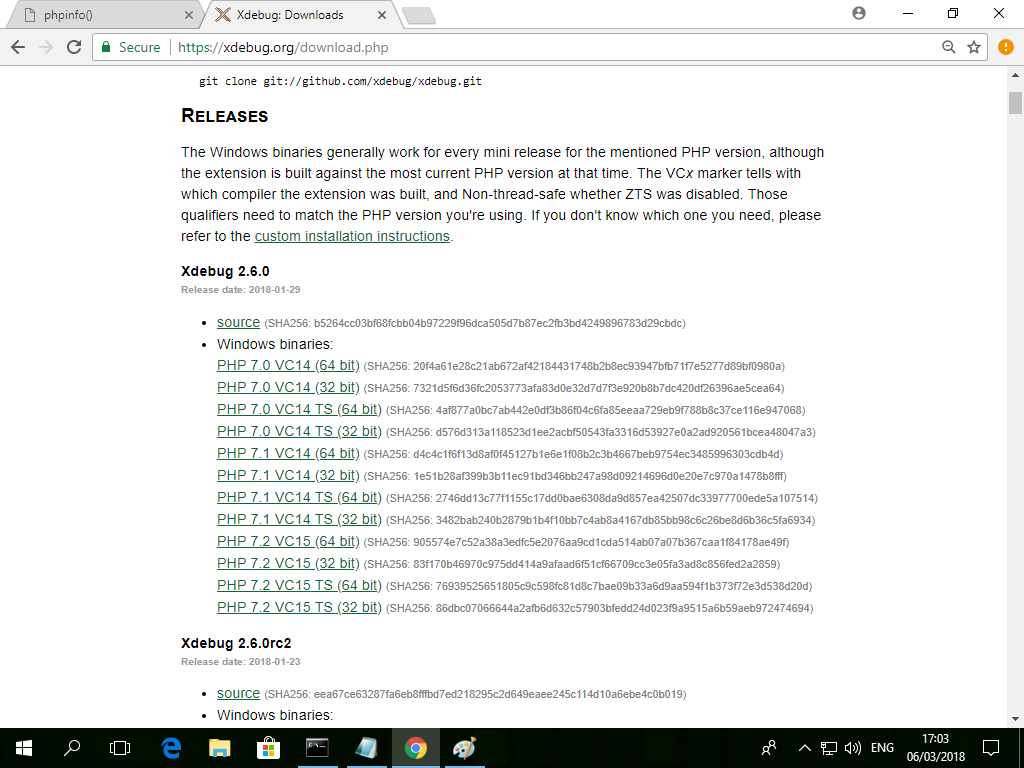 phpinfo()
Xdebug: Downloads
Secure
https://xdebug.org/download.php
git clone git://github.com/xdebug/xdebug.git
RELEASES
The Windows binaries generally work for every mini release for the mentioned PHP version, although
the extension is built against the most current PHP version at that time. The VCx marker tells with
which compiler the extension was built, and Non-thread-safe whether ZTS was disabled. Those
qualifiers need to match the PHP version you're using. If you don't know which one you need, please
refer to the custom installation instructions.
Xdebug 2.6.0
Release date: 2018-01-29
• source (SHA256: b5264cc03bf68fcbb04b97229f96dca505d7b87ec2fb3bd4249896783d29cbdc)
• Windows binaries:
PHP 7.0 VC14 (64 bit) (SHA256: 20f4a61e28c21ab672af42184431748b2b8ec93947bfb71f7e5277d89bf0980a)
PHP 7.0 VC14 (32 bit) (SHA256: 7321d5f6d36fc2053773afa83d0e32d7d7f3e920b8b7dc420df26396ae5cea64)
PHP 7.0 VC14 TS (64 bit) (SHA256: 4af877a0bc7ab442e0df3b86f04c6fa85eeaa729eb9f788b8c37ce116e947068)
PHP 7.0 VC14 TS (32 bit) (SHA256: d576d313a118523d1ee2acbf50543fa3316d53927e0a2ad920561bcea48047a3)
PHP 7.1 VC14 (64 bit) (SHA256: d4c4c1f6f13d8af0f45127b1e6e1f08b2c3b4667beb9754ec3485996303cdb4d)
PHP 7.1 VC14 (32 bit) (SHA256: 1e51b28af399b3b11ec91bd346bb247a98d09214696d0e20e7c970a1478b8fff)
PHP 7.1 VC14 TS (64 bit) (SHA256: 2746dd13c77f1155c17dd0bae6308da9d857ea42507dc33977700ede5a107514)
PHP 7.1 VC14 TS (32 bit) (SHA256: 3482bab240b2879b1b4f10bb7c4ab8a4167db85bb98c6c26be8d6b36c5fa6934)
PHP 7.2 VC15 (64 bit) (SHA256: 905574e7c52a38a3edfc5e2076aa9cd1cda514ab07a07b367caa1f84178ae49f)
PHP 7.2 VC15 (32 bit) (SHA256: 83f170b46970c975dd414a9afaad6f51cf66709cc3e05fa3ad8c856fed2a2859)
PHP 7.2 VC15 TS (64 bit) (SHA256: 76939525651805c9c598fc81d8c7bae09b33a6d9aa594f1b373f72e3d538d20d)
PHP 7.2 VC15 TS (32 bit) (SHA256: 86dbc07066644a2afb6d632c57903bfedd24d023f9a9515a6b59aeb972474694)
Xdebug 2.6.0rc2
Release date: 2018-01-23
• source (SHA256: eea67ce63287fa6eb8fffbd7ed218295c2d649eaee245c114d10a6ebe4c0b019)
• Windows binaries:
ENG
17:03
06/03/2018